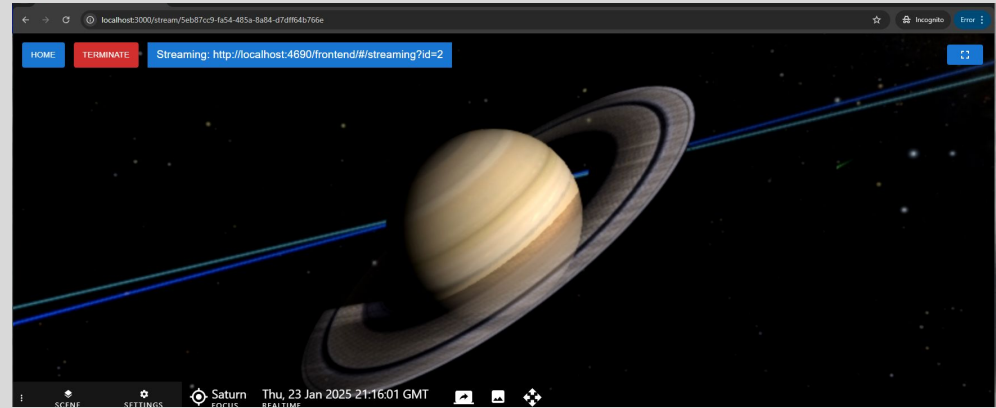 localhost:3000/stream/5eb87cc9-fa54-485a-8a84-d7dff64b766e
Incognito
Error
HOME
TERMINATE
Streaming: http://localhost:4690/frontend/#/streaming?id=2
Saturn Thu, 23 Jan 2025 21:16:01 GMT
SCENE SETTINGS FOCUS REALTIME